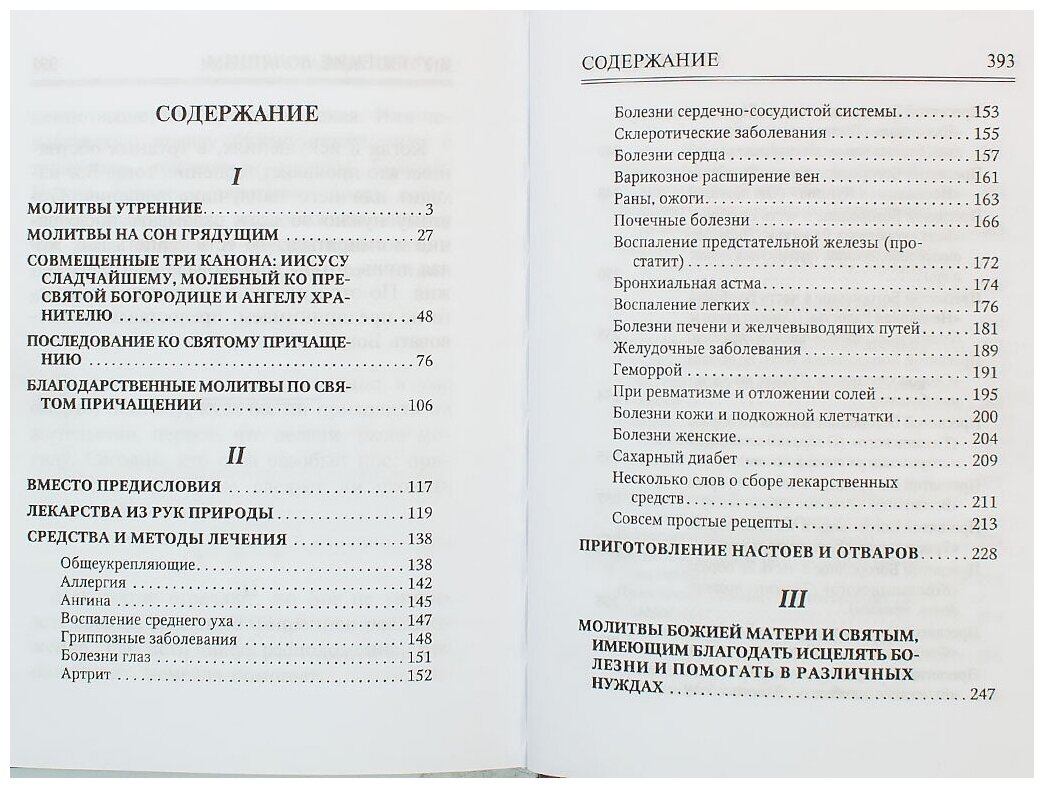 СОДЕРЖАНИЕ
I
МОЛИТВЫ УТРЕННИЕ. . . . . . . . . . . . . . . . . . . . . . . 3
МОЛИТВЫ НА СОН ГРЯДУЩИМ . . . . . . . . . . . . . 27
СОВМЕЩЕННЫЕ ТРИ КАНОНА: ИИСУСУ
СЛАДЧАЙШЕМУ, МОЛЕБНЫЙ КО ПРЕ-
СВЯТОЙ БОГОРОДИЦЕ И АНГЕЛУ ХРА-
НИТЕЛЮ . . . . . . . . . . . . . . . . . . . . . . . . . . . . . 48
ПОСЛЕДОВАНИЕ КО СВЯТОМУ ПРИЧАЩЕ-
НИЮ . . . . . . . . . . . . . . . . . . . . . . . . . . . . . . . . 76
БЛАГОДАРСТВЕННЫЕ МОЛИТВЫ ПО СВЯ-
ТОМ ПРИЧАЩЕНИИ . . . . . . . . . . . . . . . . . . . 106
II
ВМЕСТО ПРЕДИСЛОВИЯ . . . . . . . . . . . . . . . . . . 117
ЛЕКАРСТВА ИЗ РУК ПРИРОДЫ . . . . . . . . . . . . . 119
СРЕДСТВА И МЕТОДЫ ЛЕЧЕНИЯ . . . . . . . . . . . 138
Общеукрепляющие. . . . . . . . . . . . . . . . . . . . . 138
Аллергия . . . . . . . . . . . . . . . . . . . . . . . . . . . . 142
Ангина . . . . . . . . . . . . . . . . . . . . . . . . . . . . . . 145
Воспаление среднего уха . . . . . . . . . . . . . . . . 147
Гриппозные заболевания . . . . . . . . . . . . . . . . 148
Болезни глаз . . . . . . . . . . . . . . . . . . . . . . . . . 151
Артрит . . . . . . . . . . . . . . . . . . . . . . . . . . . . . . 152
СОДЕРЖАНИЕ 393
Болезни сердечно-сосудистой системы. . . . . . . . 153
Склеротические заболевания . . . . . . . . . . . . . . . 155
Болезни сердца . . . . . . . . . . . . . . . . . . . . . . . . . 157
Варикозное расширение вен . . . . . . . . . . . . . . . . 161
Раны, ожоги. . . . . . . . . . . . . . . . . . . . . . . . . . . . 163
Почечные болезни . . . . . . . . . . . . . . . . . . . . . . . 166
Воспаление предстательной железы (про-
статит) . . . . . . . . . . . . . . . . . . . . . . . . . . . . . . 172
Бронхиальная астма. . . . . . . . . . . . . . . . . . . . . . 174
Воспаление легких . . . . . . . . . . . . . . . . . . . . . . . 176
Болезни печени и желчевыводящих путей . . . . . . 181
Желудочные заболевания . . . . . . . . . . . . . . . . . . 189
Геморрой . . . . . . . . . . . . . . . . . . . . . . . . . . . . . . 191
При ревматизме и отложении солей . . . . . . . . . . 195
Болезни кожи и подкожной клетчатки . . . . . . . . . 200
Болезни женские. . . . . . . . . . . . . . . . . . . . . . . . . 204
Сахарный диабет . . . . . . . . . . . . . . . . . . . . . . . . 209
Несколько слов о сборе лекарственных
средств. . . . . . . . . . . . . . . . . . . . . . . . . . . . . . 211
Совсем простые рецепты. . . . . . . . . . . . . . . . . . . 213
ПРИГОТОВЛЕНИЕ НАСТОЕВ И ОТВАРОВ. . . . . . 228
III
МОЛИТВЫ БОЖИЕЙ МАТЕРИ И СВЯТЫМ,
ИМЕЮЩИМ БЛАГОДАТЬ ИСЦЕЛЯТЬ БО-
ЛЕЗНИ И ПОМОГАТЬ В РАЗЛИЧНЫХ
НУЖДАХ . . . . . . . . . . . . . . . . . . . . . . . . . . . . . 247